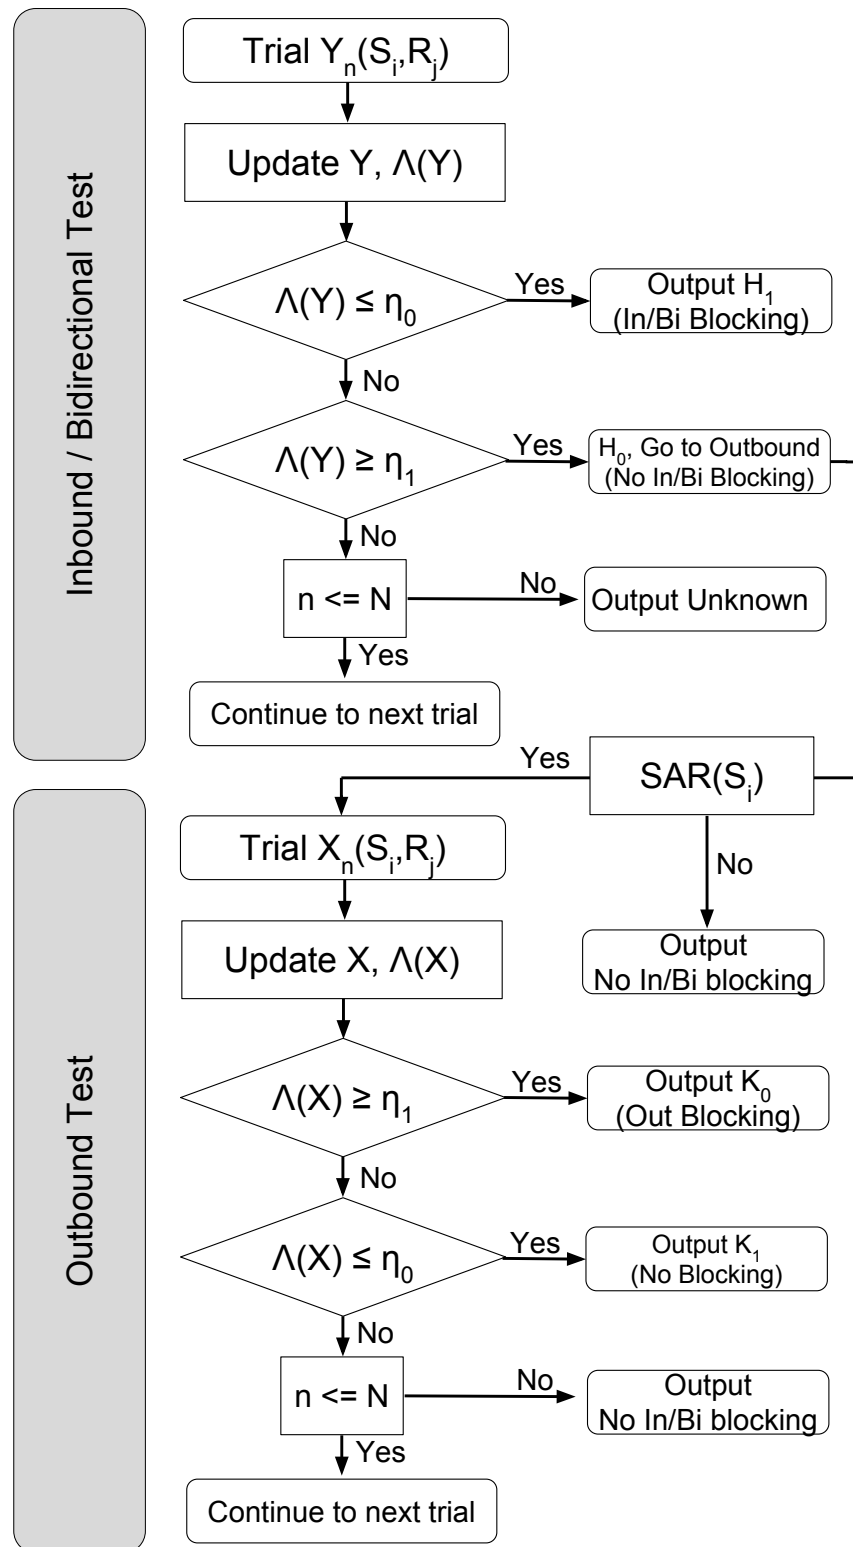 Inbound / Bidirectional Test
Trial Yₙ(Sᵢ,Rⱼ)
Update Y, Λ(Y)
Λ(Y) ≤ η₀
Yes
Output H₁
(In/Bi Blocking)
No
Λ(Y) ≥ η₁
Yes
H₀, Go to Outbound
(No In/Bi Blocking)
No
n <= N
No
Output Unknown
Yes
Continue to next trial
SAR(Sᵢ)
Yes
No
Output
No In/Bi blocking
Outbound Test
Trial Xₙ(Sᵢ,Rⱼ)
Update X, Λ(X)
Λ(X) ≥ η₁
Yes
Output K₀
(Out Blocking)
No
Λ(X) ≤ η₀
Yes
Output K₁
(No Blocking)
No
n <= N
No
Output
No In/Bi blocking
Yes
Continue to next trial